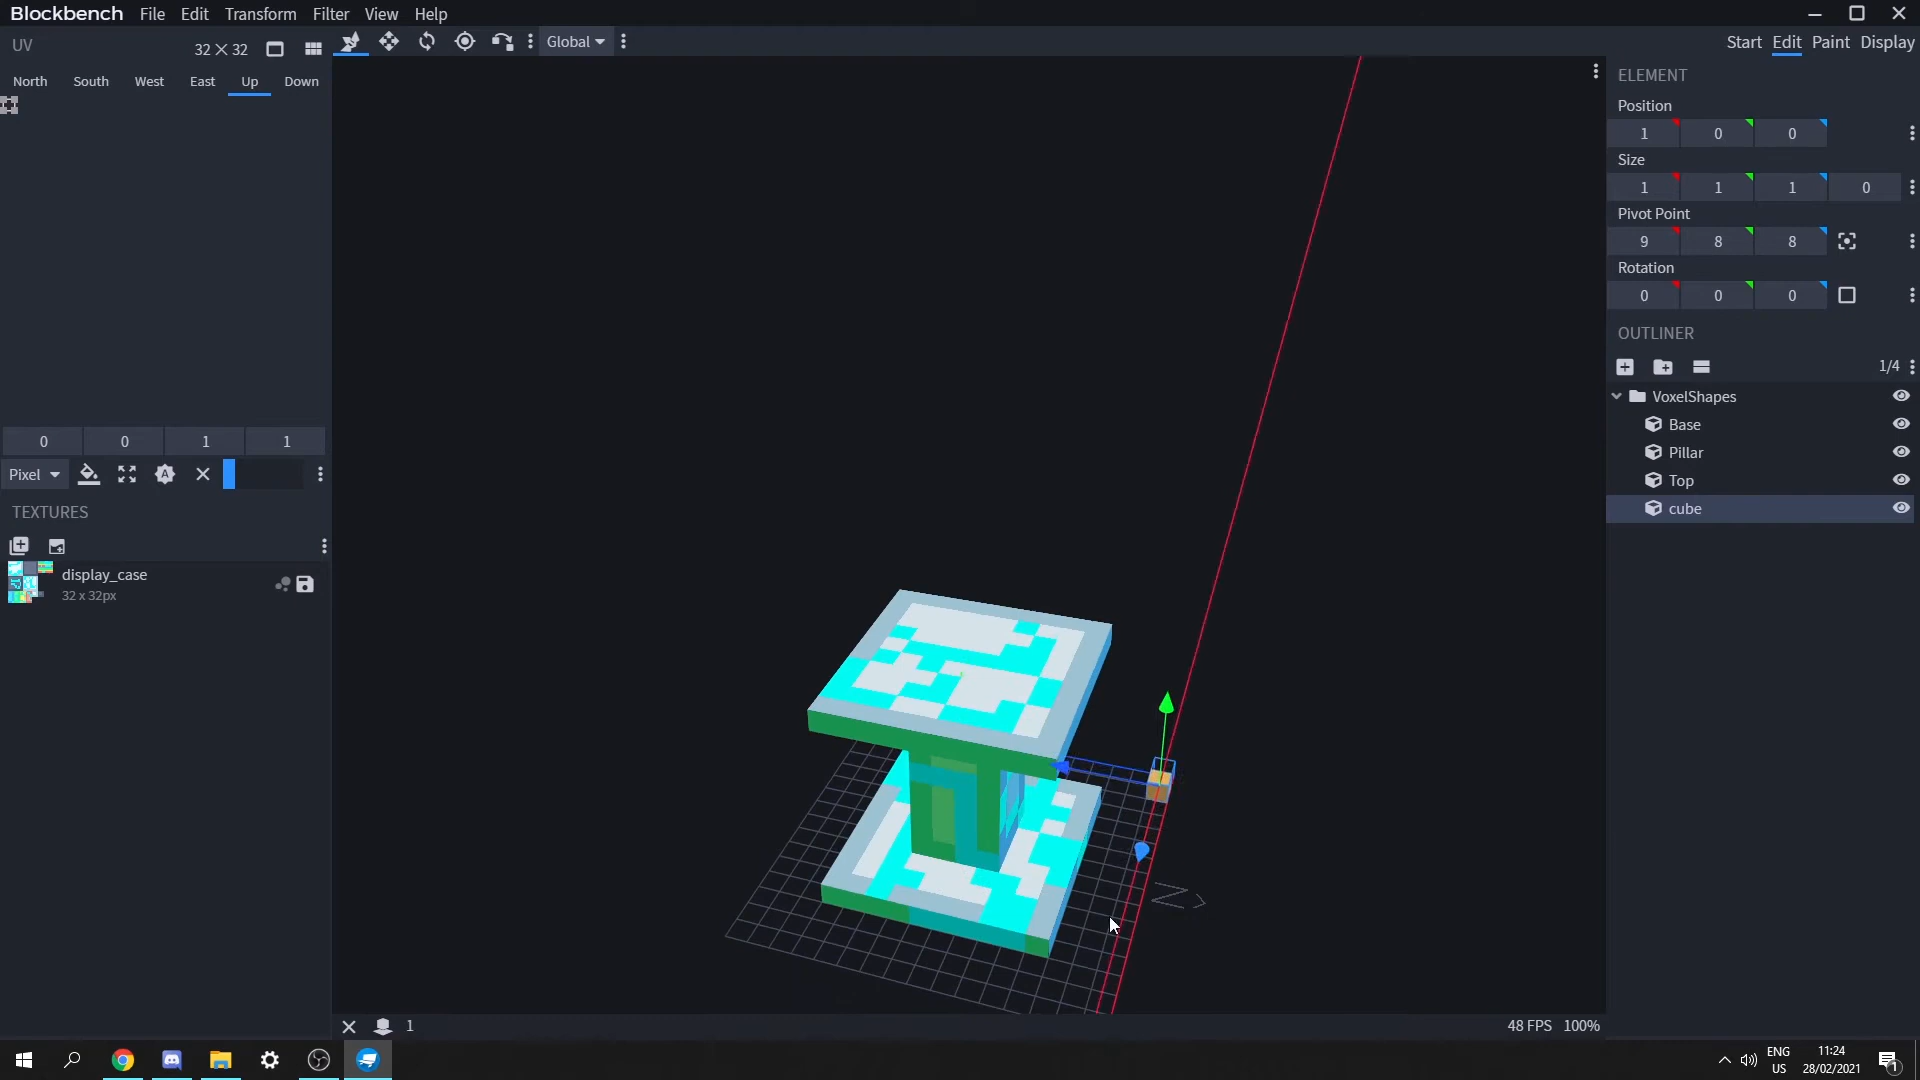 Blockbench File Edit Transform Filter View Help
UV 32 × 32 Global Start Edit Paint Display
North South West East Up Down
ELEMENT
Position
1 0 0
Size
1 1 1 0
Pivot Point
9 8 8
Rotation
0 0 0
OUTLINER
1/4
VoxelShapes
Base
Pillar
Top
cube
0 0 1 1
Pixel
TEXTURES
display_case
32 x 32px
1 48 FPS 100%
ENG
US
11:24
28/02/2021
1